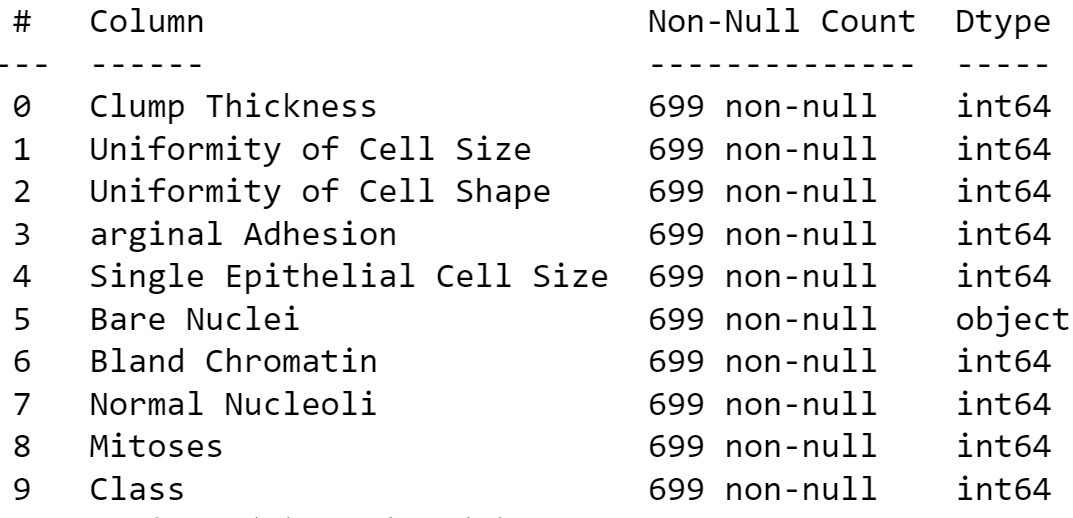 #   Column                       Non-Null Count  Dtype
---  ------                       --------------  -----
0   Clump Thickness              699 non-null    int64
1   Uniformity of Cell Size      699 non-null    int64
2   Uniformity of Cell Shape     699 non-null    int64
3   arginal Adhesion             699 non-null    int64
4   Single Epithelial Cell Size  699 non-null    int64
5   Bare Nuclei                  699 non-null    object
6   Bland Chromatin              699 non-null    int64
7   Normal Nucleoli              699 non-null    int64
8   Mitoses                      699 non-null    int64
9   Class                        699 non-null    int64